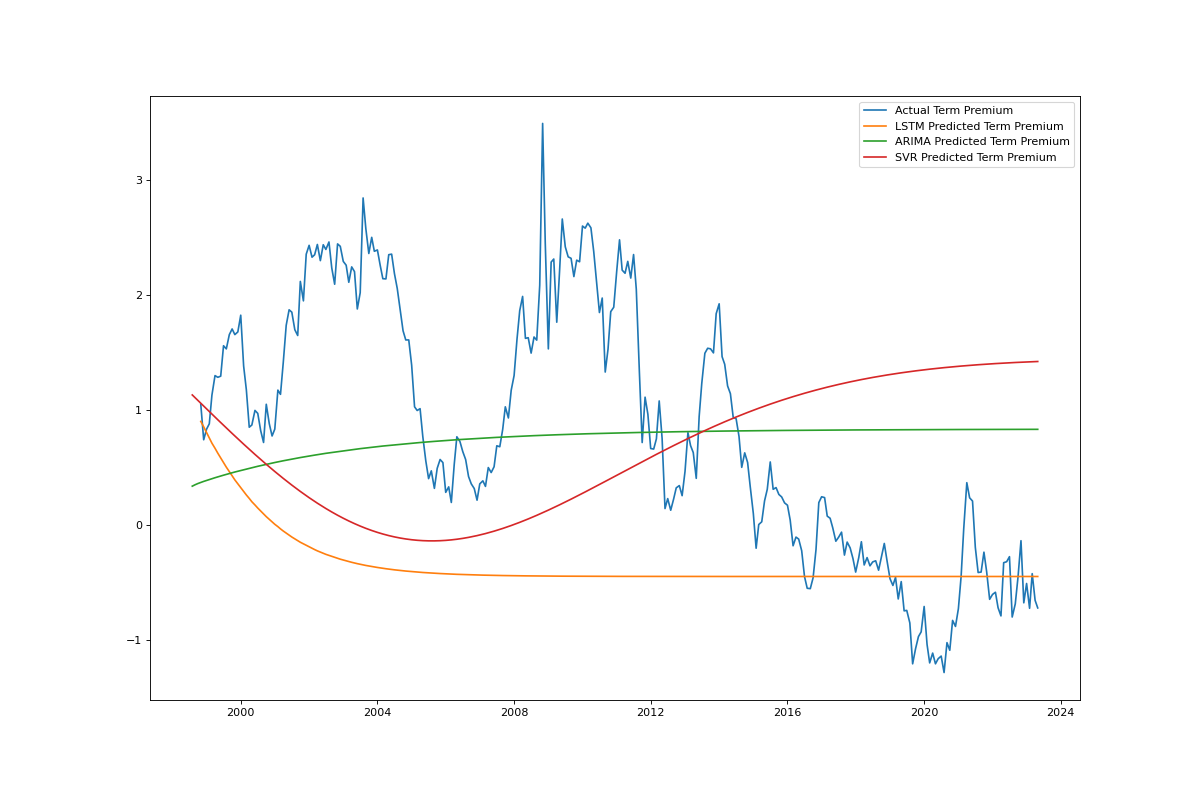 Actual Term Premium
LSTM Predicted Term Premium
ARIMA Predicted Term Premium
SVR Predicted Term Premium
3
2
1
0
−1
2000 2004 2008 2012 2016 2020 2024